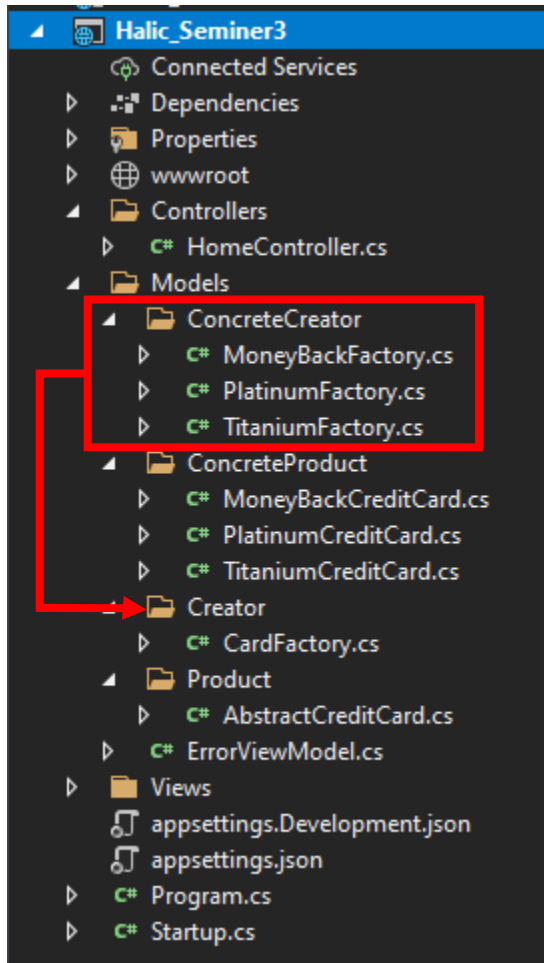 Halic_Seminer3
Connected Services
Dependencies
Properties
wwwroot
Controllers
C# HomeController.cs
Models
ConcreteCreator
C# MoneyBackFactory.cs
C# PlatinumFactory.cs
C# TitaniumFactory.cs
ConcreteProduct
C# MoneyBackCreditCard.cs
C# PlatinumCreditCard.cs
C# TitaniumCreditCard.cs
Creator
C# CardFactory.cs
Product
C# AbstractCreditCard.cs
C# ErrorViewModel.cs
Views
appsettings.Development.json
appsettings.json
C# Program.cs
C# Startup.cs